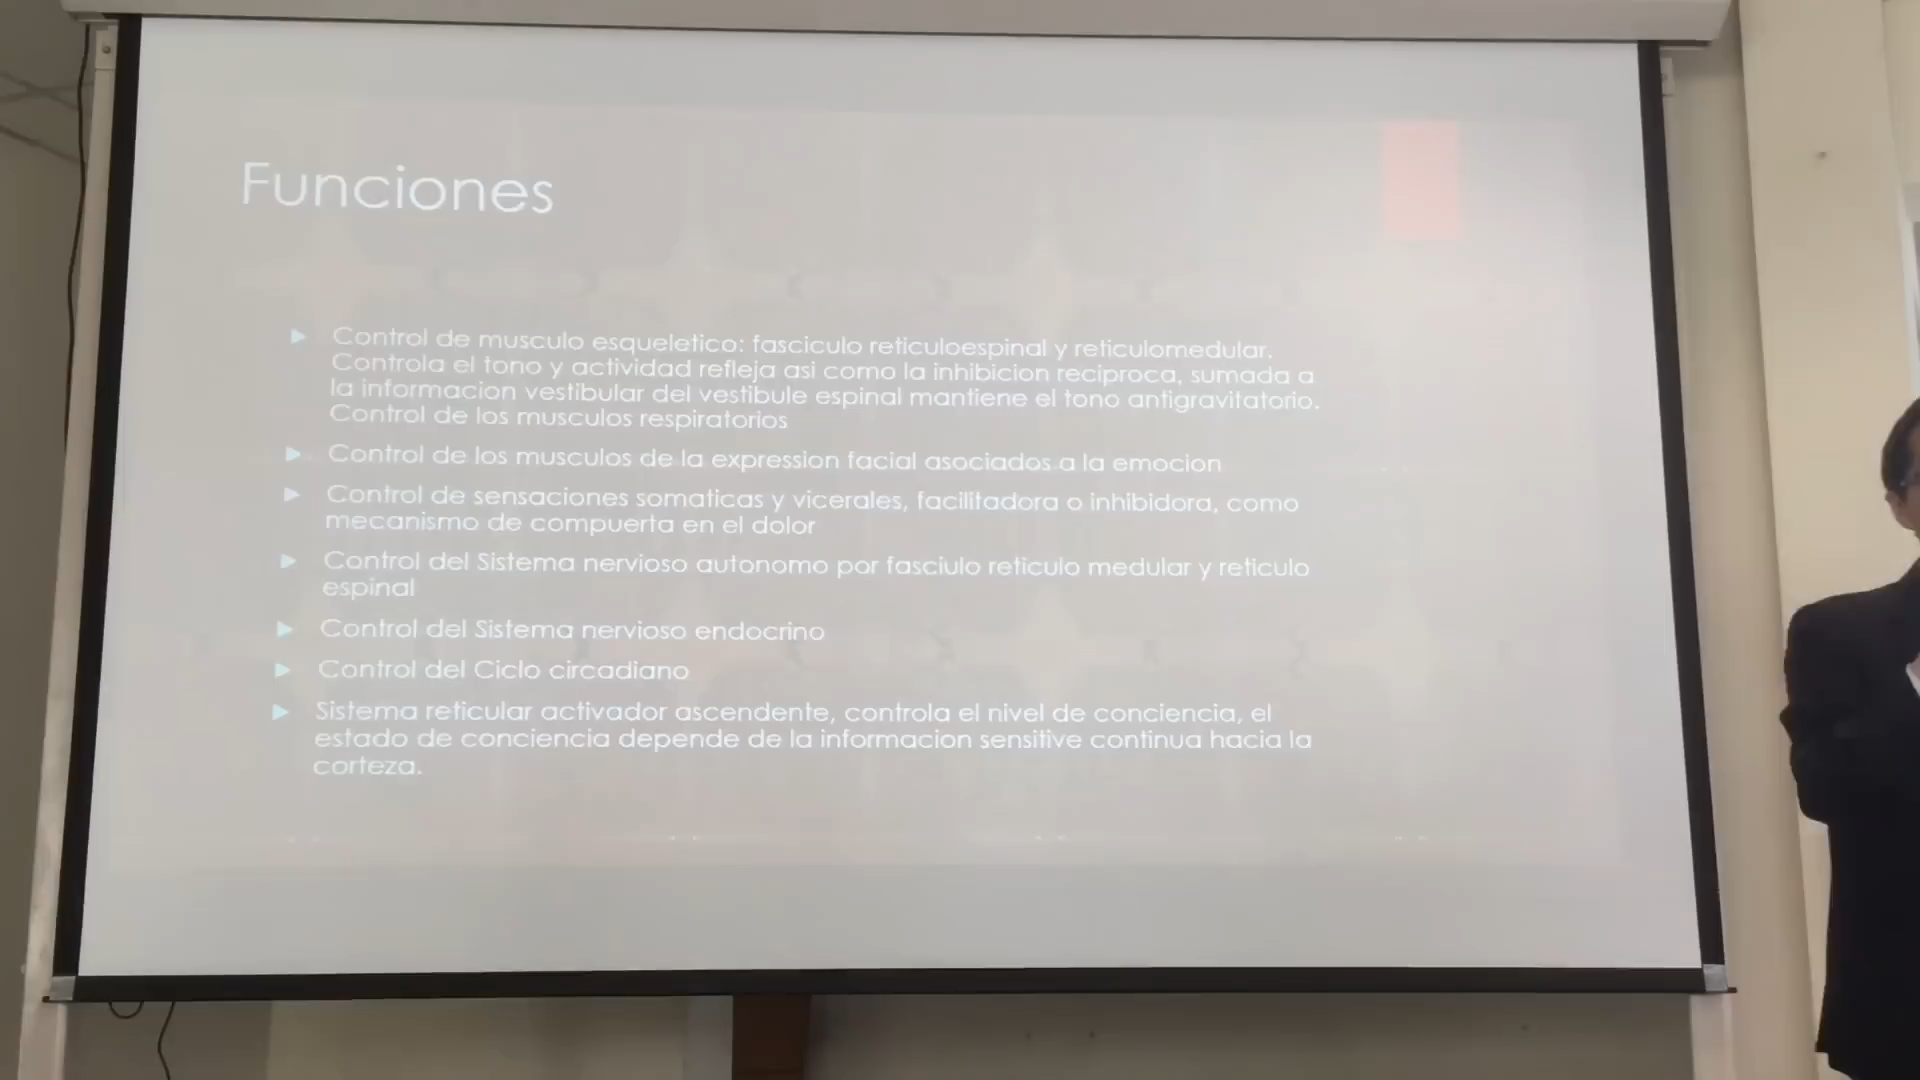 Funciones
Control de musculo esqueletico: fasciculo reticuloespinal y reticulomedular.
Controla el tono y actividad refleja asi como la inhibicion reciproca, sumada a
la informacion vestibular del vestibule espinal mantiene el tono antigravitatorio.
Control de los musculos respiratorios
Control de los musculos de la expression facial asociados a la emocion
Control de sensaciones somaticas y vicerales, facilitadora o inhibidora, como
mecanismo de compuerta en el dolor
Control del Sistema nervioso autonomo por fasciulo reticulo medular y reticulo
espinal
Control del Sistema nervioso endocrino
Control del Ciclo circadiano
Sistema reticular activador ascendente, controla el nivel de conciencia, el
estado de conciencia depende de la informacion sensitive continua hacia la
corteza.